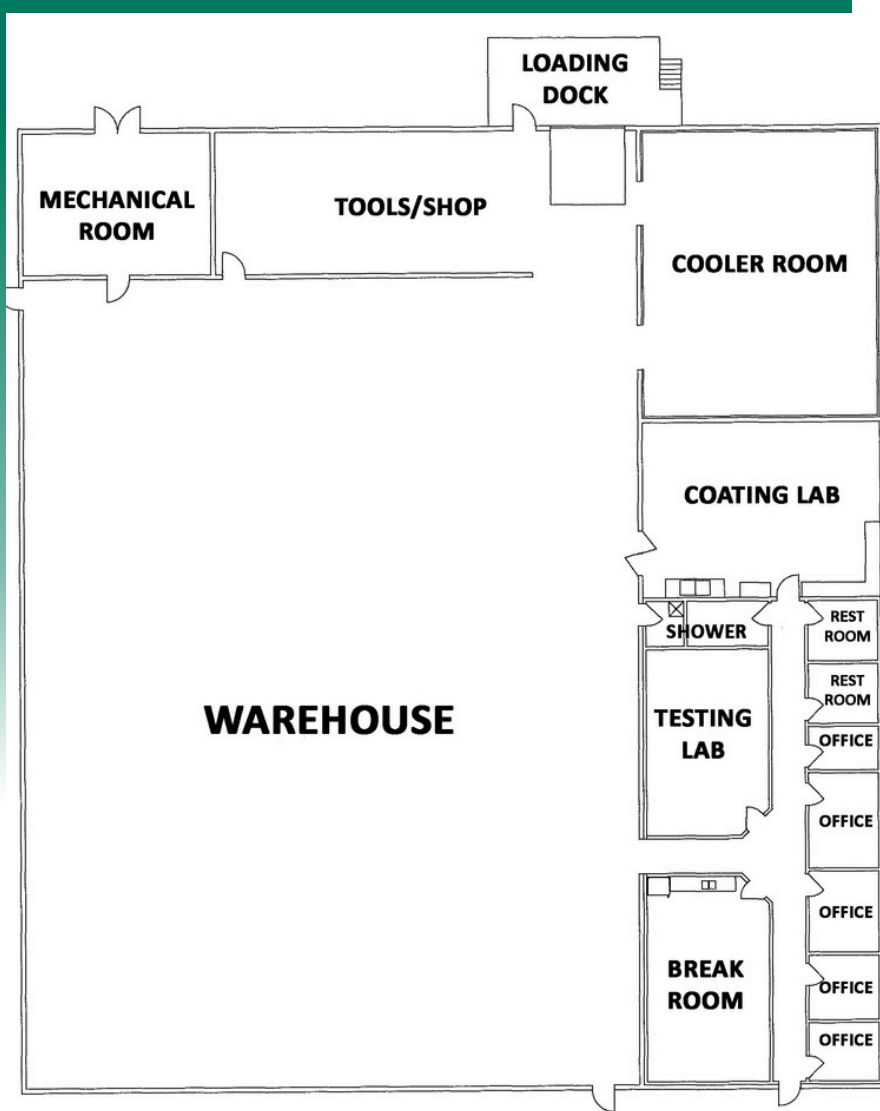 LOADING
DOCK
MECHANICAL
ROOM
TOOLS/SHOP
COOLER ROOM
COATING LAB
REST
ROOM
SHOWER
REST
ROOM
WAREHOUSE
TESTING
LAB
OFFICE
OFFICE
OFFICE
BREAK
ROOM
OFFICE
OFFICE